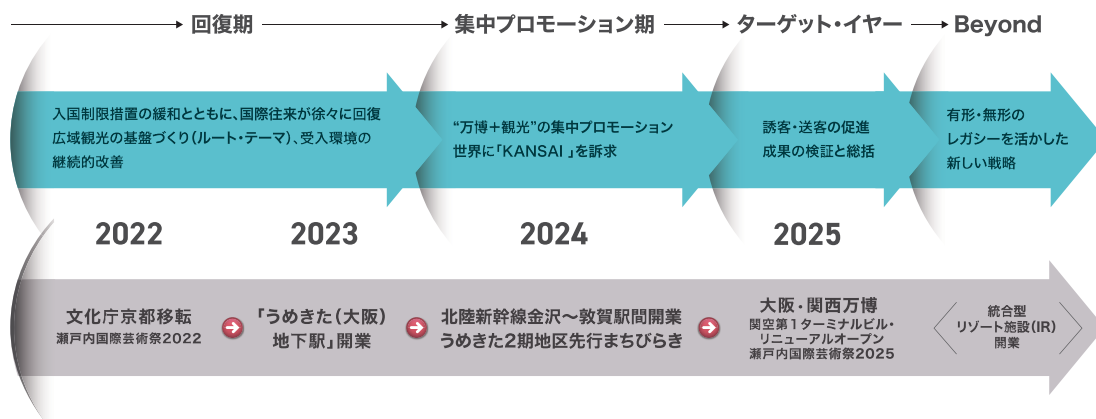 回復期
集中プロモーション期
ターゲット・イヤー
Beyond
入国制限措置の緩和とともに、国際往来が徐々に回復
広域観光の基盤づくり(ルート・テーマ)、受入環境の
継続的改善
“万博+観光”の集中プロモーション
世界に「KANSAI 」を訴求
誘客・送客の促進
成果の検証と総括
有形・無形の
レガシーを活かした
新しい戦略
2022
2023
2024
2025
文化庁京都移転
瀬戸内国際芸術祭2022
「うめきた(大阪)
地下駅」開業
北陸新幹線金沢〜敦賀駅間開業
うめきた2期地区先行まちびらき
大阪・関西万博
関空第1ターミナルビル・
リニューアルオープン
瀬戸内国際芸術祭2025
統合型
リゾート施設(IR)
開業